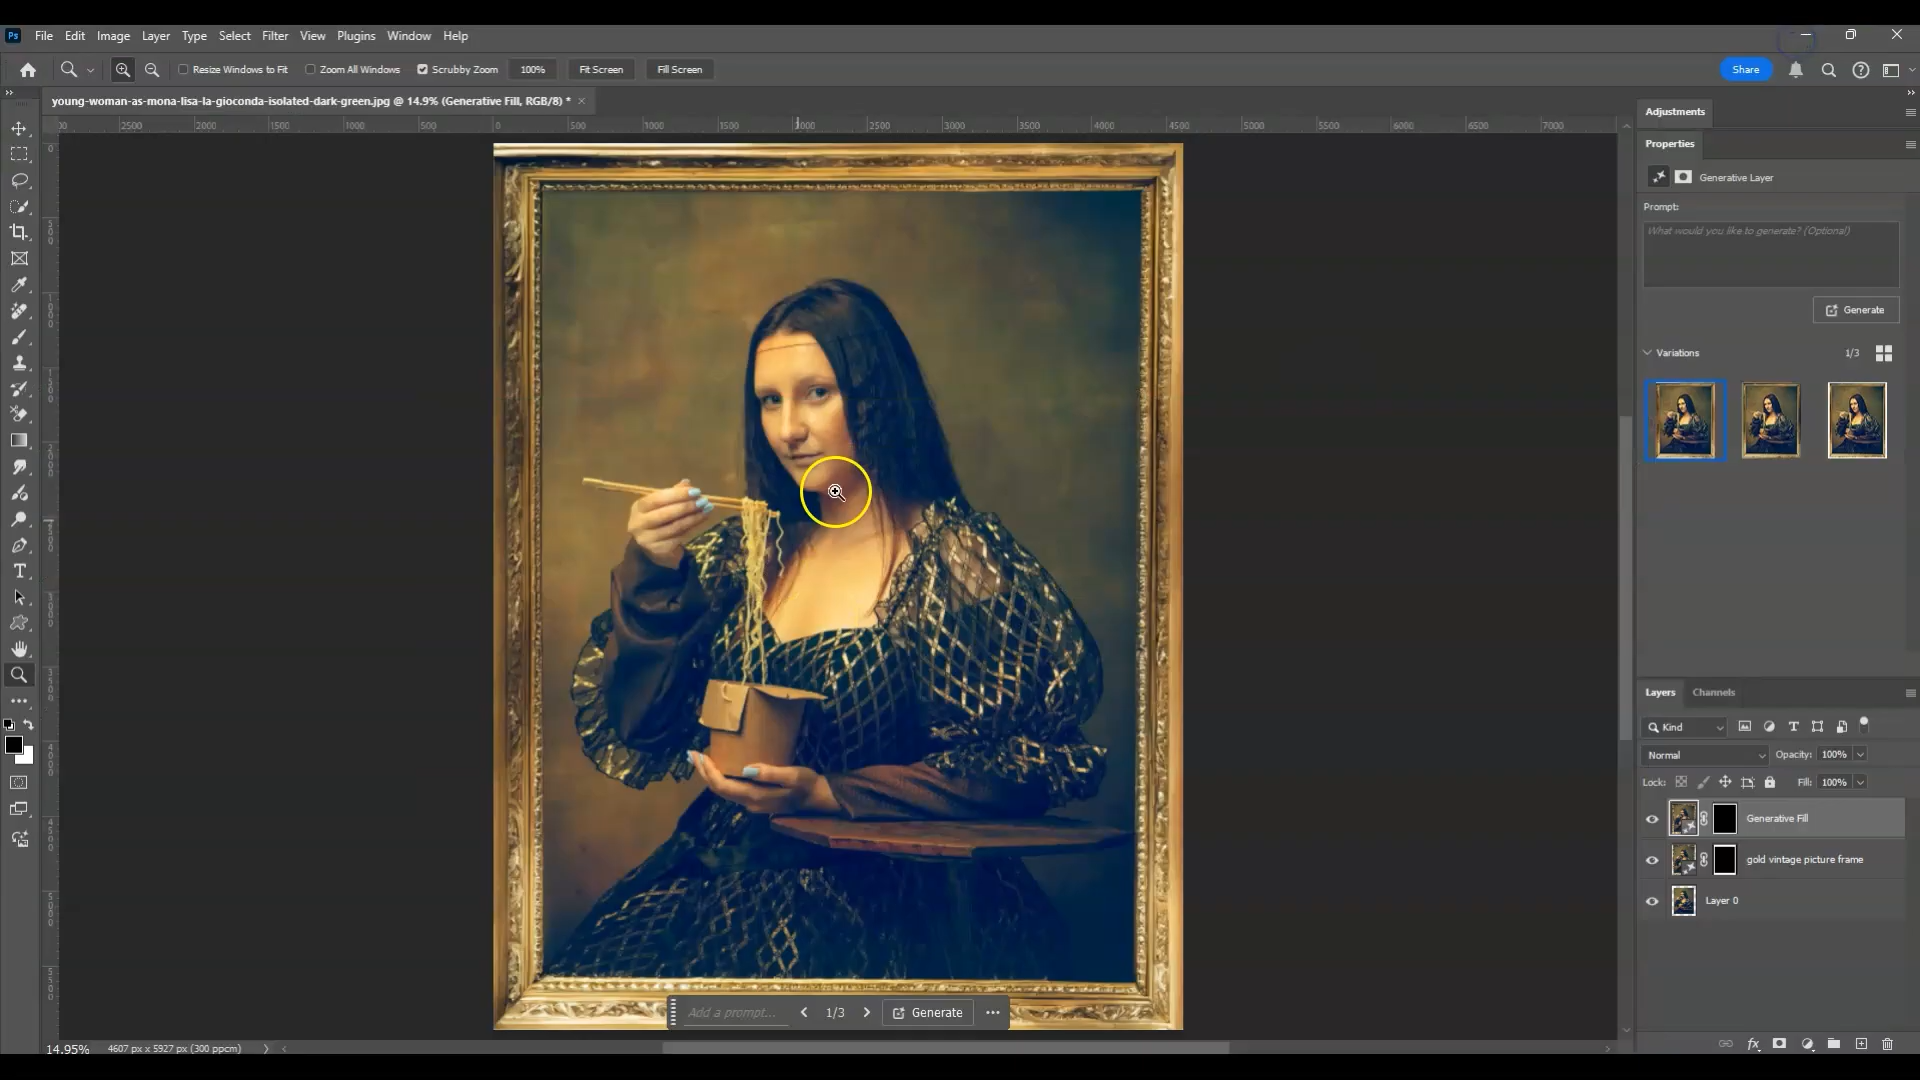 Ps File Edit Image Layer Type Select Filter View Plugins Window Help
Resize Windows to Fit Zoom All Windows Scrubby Zoom 100% Fit Screen Fill Screen Share
young-woman-as-mona-lisa-la-gioconda-isolated-dark-green.jpg @ 14.9% (Generative Fill, RGB/8) *
2500 2000 1500 1000 500 0 500 1000 1500 2000 2500 3000 3500 4000 4500 5000 5500 6000 6500 7000
Adjustments
Properties
Generative Layer
Prompt:
What would you like to generate? (Optional)
Generate
Variations 1/3
Layers Channels
Kind
Normal Opacity: 100%
Lock: Fill: 100%
Generative Fill
gold vintage picture frame
Layer 0
Add a prompt... 1/3 Generate
14.95% 4607 px x 5927 px (300 ppcm)